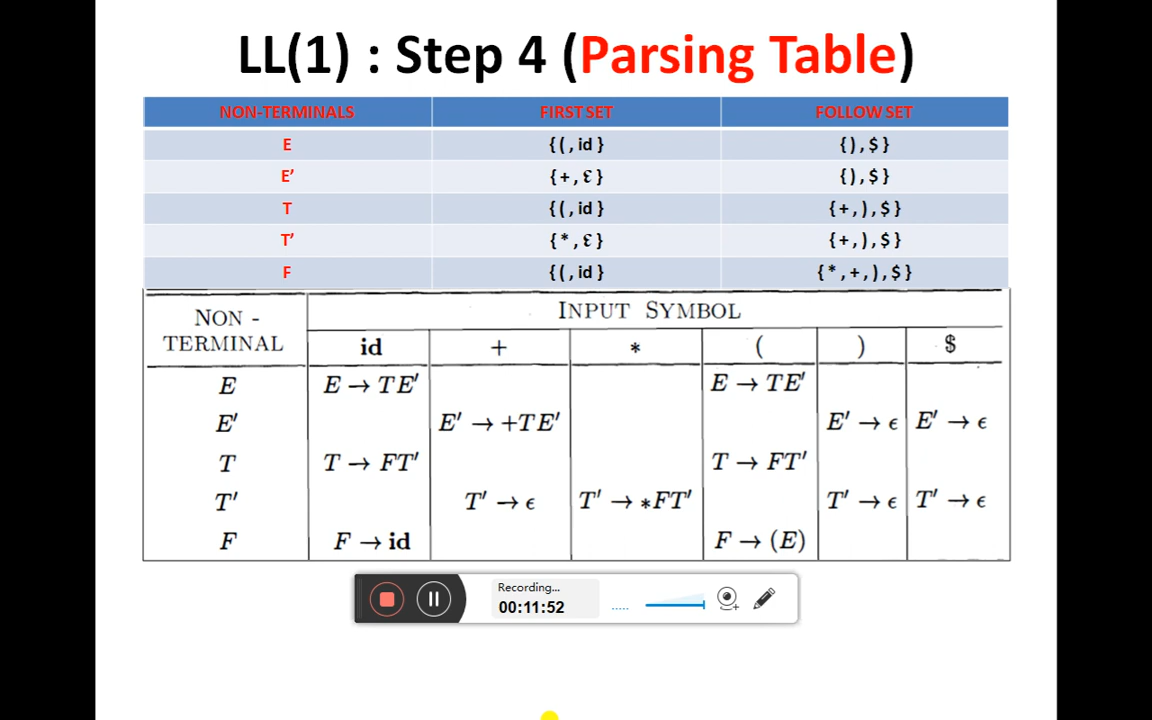 LL(1) : Step 4 (Parsing Table)
NON-TERMINALS FIRST SET FOLLOW SET
E { ( , id } { ) , $ }
E’ { + , Ɛ } { ) , $ }
T { ( , id } { + , ) , $ }
T’ { * , Ɛ } { + , ) , $ }
F { ( , id } { * , + , ) , $ }
NON - INPUT SYMBOL
TERMINAL id + * ( ) $
E E → TE′ E → TE′
E′ E′ → +TE′ E′ → ϵ E′ → ϵ
T T → FT′ T → FT′
T′ T′ → ϵ T′ → *FT′ T′ → ϵ T′ → ϵ
F F → id F → (E)
Recording...
00:11:52